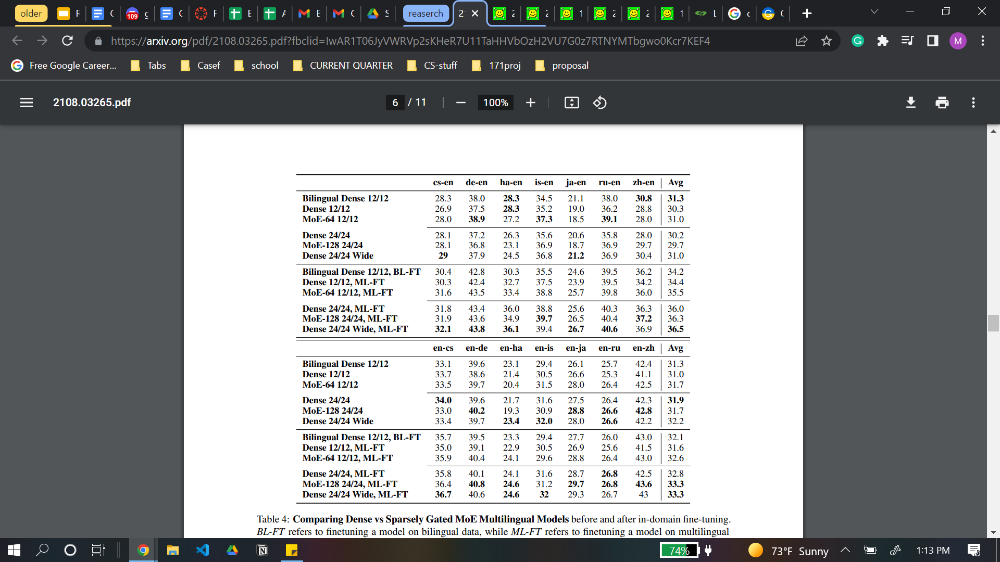 older
109
reaserch
https://arxiv.org/pdf/2108.03265.pdf?fbclid=IwAR1T06JyVWRVp2sKHeR7U11TaHHVbOzH2VU7G0z7RTNYMTbgwo0Kcr7KEF4
M
Free Google Career... Tabs Casef school CURRENT QUARTER CS-stuff 171proj proposal
2108.03265.pdf 6 / 11 100%
cs-en de-en ha-en is-en ja-en ru-en zh-en Avg
Bilingual Dense 12/12 28.3 38.0 28.3 34.5 21.1 38.0 30.8 31.3
Dense 12/12 26.9 37.5 28.3 35.2 19.0 36.2 28.8 30.3
MoE-64 12/12 28.0 38.9 27.2 37.3 18.5 39.1 28.0 31.0
Dense 24/24 28.1 37.2 26.3 35.6 20.6 35.8 28.0 30.2
MoE-128 24/24 28.1 36.8 23.1 36.9 18.7 36.9 29.7 29.7
Dense 24/24 Wide 29 37.9 24.5 36.8 21.2 36.9 30.4 31.0
Bilingual Dense 12/12, BL-FT 30.4 42.8 30.3 35.5 24.6 39.5 36.2 34.2
Dense 12/12, ML-FT 30.3 42.4 32.7 37.5 23.9 39.5 34.2 34.4
MoE-64 12/12, ML-FT 31.6 43.5 33.4 38.8 25.7 39.8 36.0 35.5
Dense 24/24, ML-FT 31.8 43.4 36.0 38.8 25.6 40.3 36.3 36.0
MoE-128 24/24, ML-FT 31.9 43.6 34.9 39.7 26.5 40.4 37.2 36.3
Dense 24/24 Wide, ML-FT 32.1 43.8 36.1 39.4 26.7 40.6 36.9 36.5
en-cs en-de en-ha en-is en-ja en-ru en-zh Avg
Bilingual Dense 12/12 33.1 39.6 23.1 29.4 26.1 25.7 42.4 31.3
Dense 12/12 33.7 38.6 21.4 30.5 26.6 25.3 41.1 31.0
MoE-64 12/12 33.5 39.7 20.4 31.5 28.0 26.4 42.5 31.7
Dense 24/24 34.0 39.6 21.7 31.6 27.5 26.4 42.3 31.9
MoE-128 24/24 33.0 40.2 19.3 30.9 28.8 26.6 42.8 31.7
Dense 24/24 Wide 33.4 39.7 23.4 32.0 28.0 26.6 42.2 32.2
Bilingual Dense 12/12, BL-FT 35.7 39.5 23.3 29.4 27.7 26.0 43.0 32.1
Dense 12/12, ML-FT 35.0 39.1 22.9 30.5 26.9 25.6 41.5 31.6
MoE-64 12/12, ML-FT 35.9 40.4 24.1 29.6 28.8 26.4 43.0 32.6
Dense 24/24, ML-FT 35.8 40.1 24.1 31.6 28.7 26.8 42.5 32.8
MoE-128 24/24, ML-FT 36.4 40.8 24.6 31.2 29.7 26.8 43.6 33.3
Dense 24/24 Wide, ML-FT 36.7 40.6 24.6 32 29.3 26.7 43 33.3
Table 4: Comparing Dense vs Sparsely Gated MoE Multilingual Models before and after in-domain fine-tuning.
BL-FT refers to finetuning a model on bilingual data, while ML-FT refers to finetuning a model on multilingual
74% 73°F Sunny 1:13 PM